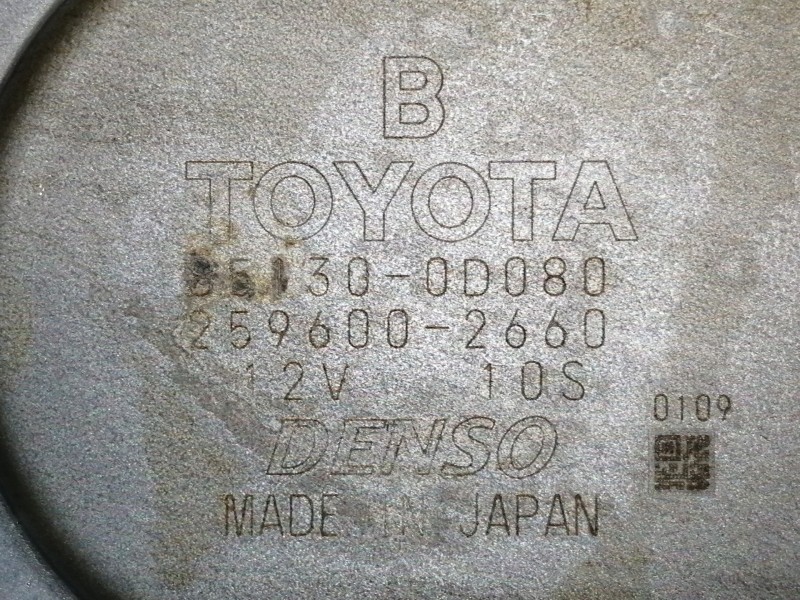 B
TOYOTA
85130-0D080
259600-2660
12V 10S
0109
DENSO
MADE IN JAPAN